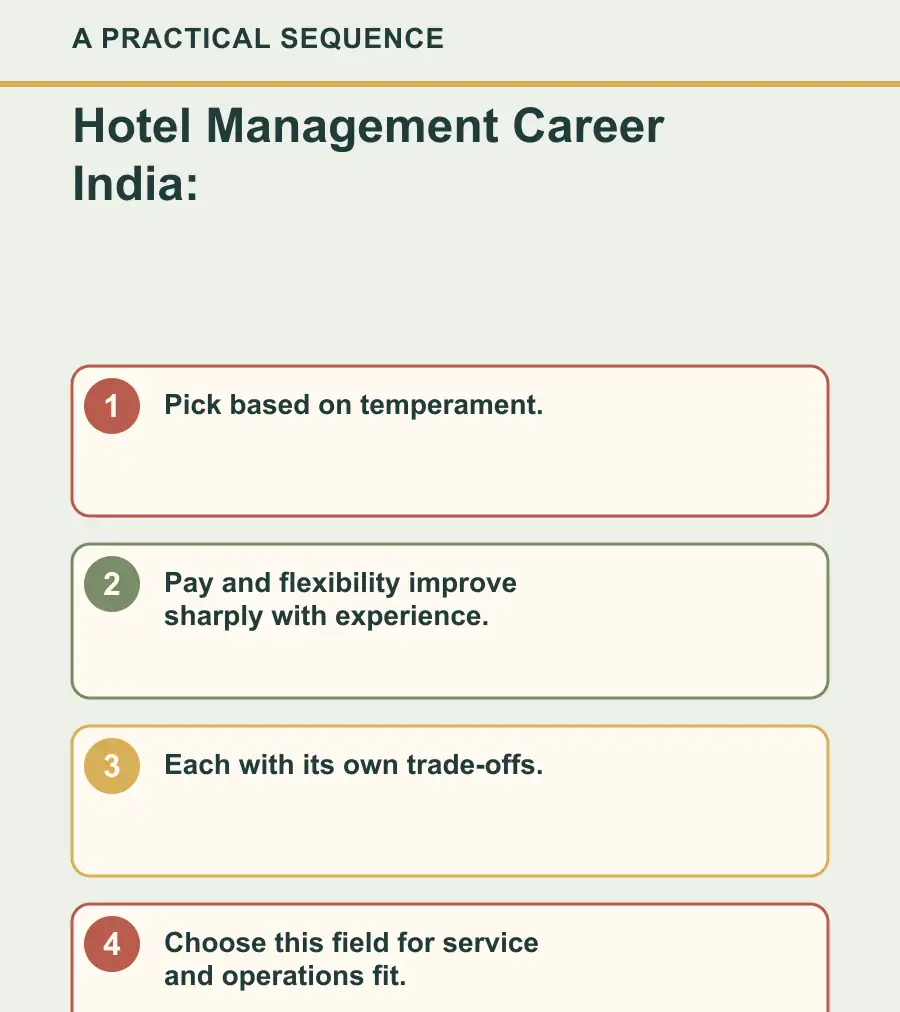 A PRACTICAL SEQUENCE
Hotel Management Career
India:
1
Pick based on temperament.
2
Pay and flexibility improve
sharply with experience.
3
Each with its own trade-offs.
4
Choose this field for service
and operations fit.